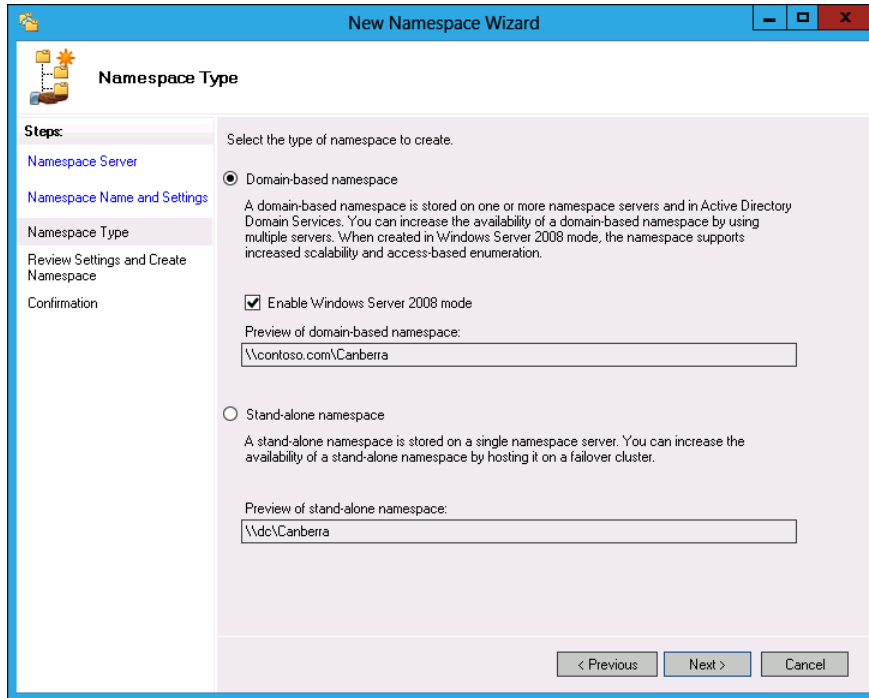 New Namespace Wizard
Namespace Type
Steps:
Namespace Server
Namespace Name and Settings
Namespace Type
Review Settings and Create
Namespace
Confirmation
Select the type of namespace to create.
Domain-based namespace
A domain-based namespace is stored on one or more namespace servers and in Active Directory
Domain Services. You can increase the availability of a domain-based namespace by using
multiple servers. When created in Windows Server 2008 mode, the namespace supports
increased scalability and access-based enumeration.
Enable Windows Server 2008 mode
Preview of domain-based namespace:
\\contoso.com\Canberra
Stand-alone namespace
A stand-alone namespace is stored on a single namespace server. You can increase the
availability of a stand-alone namespace by hosting it on a failover cluster.
Preview of stand-alone namespace:
\\dc\Canberra
< Previous
Next >
Cancel